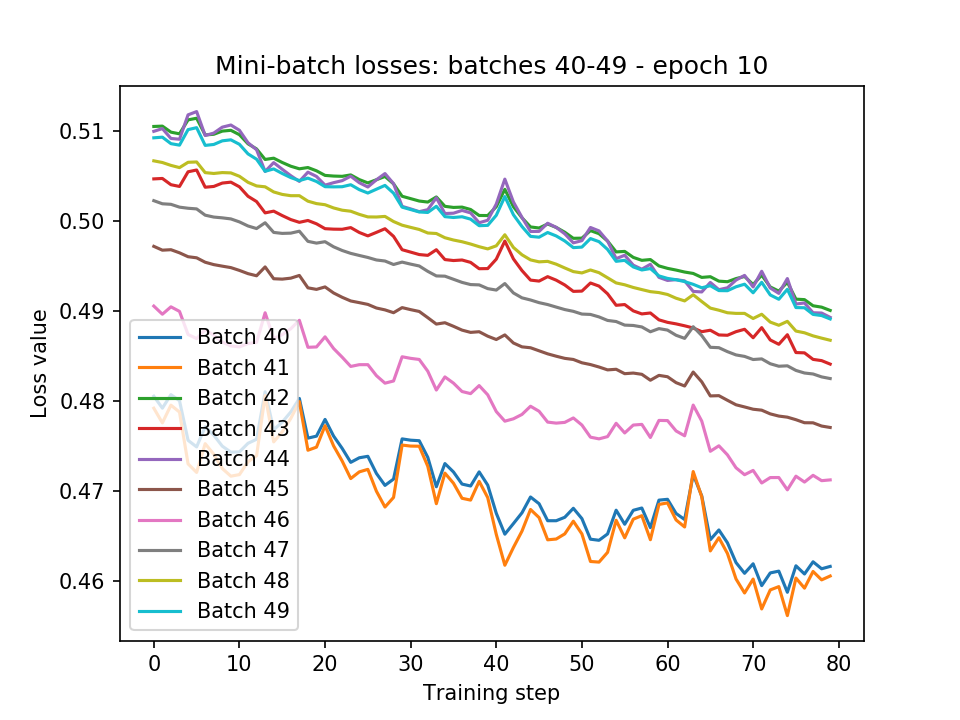 Mini-batch losses: batches 40-49 - epoch 10
Loss value
0.51
0.50
0.49
0.48
0.47
0.46
Batch 40
Batch 41
Batch 42
Batch 43
Batch 44
Batch 45
Batch 46
Batch 47
Batch 48
Batch 49
0 10 20 30 40 50 60 70 80
Training step